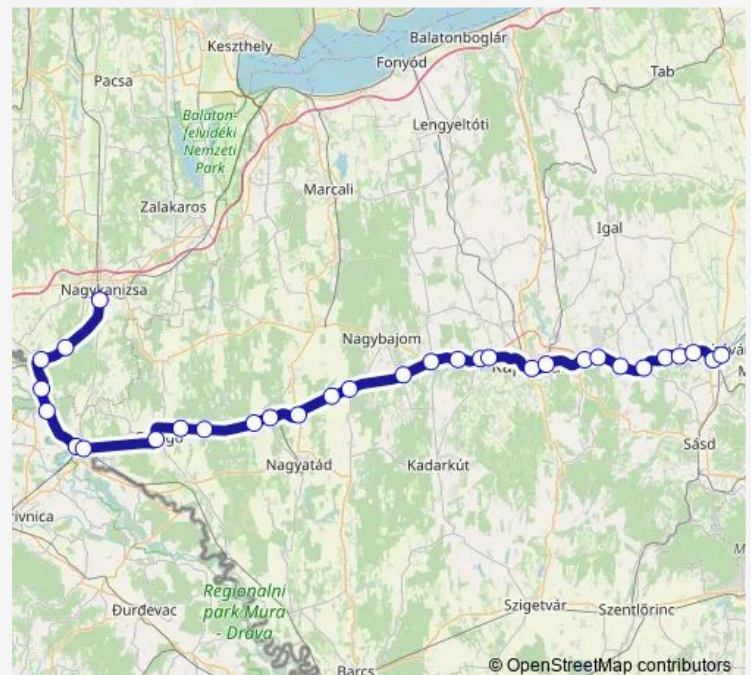 Balatonboglár
Keszthely
Fonyód
Tab
Pacsa
Balaton-
felvidéki
Nemzeti
Park
Lengyeltóti
Marcali
Zalakaros
Igal
Nagykanizsa
Nagybajom
Sásd
Nagyatád
Kadarkút
ivnica
Regionalni
park Mura
- Drava
Đurđevac
Szigetvár
Szentlőrinc
Barcs
© OpenStreetMap contributors